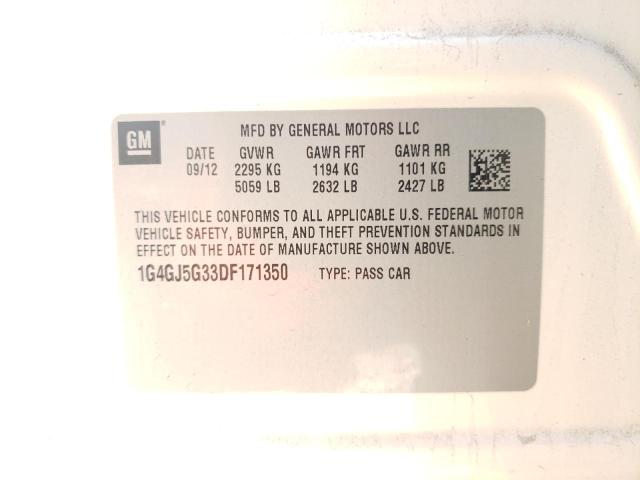 GM ® MFD BY GENERAL MOTORS LLC
DATE GVWR GAWR FRT GAWR RR
09/12 2295 KG 1194 KG 1101 KG
5059 LB 2632 LB 2427 LB
THIS VEHICLE CONFORMS TO ALL APPLICABLE U.S. FEDERAL MOTOR
VEHICLE SAFETY, BUMPER, AND THEFT PREVENTION STANDARDS IN
EFFECT ON THE DATE OF MANUFACTURE SHOWN ABOVE.
1G4GJ5G33DF171350 TYPE: PASS CAR